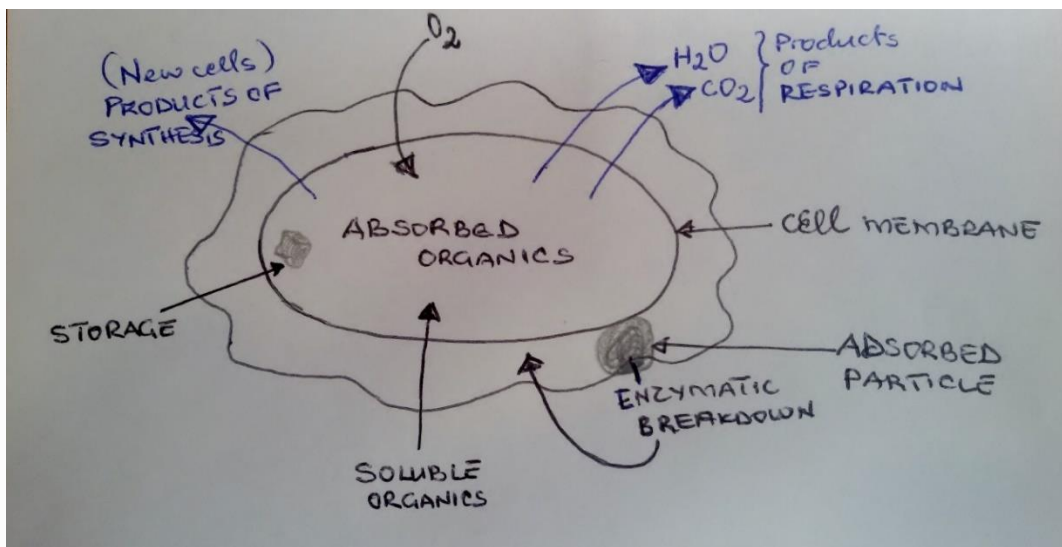 O2
(New cells)
PRODUCTS OF
SYNTHESIS
H2O
CO2
Products
OF
RESPIRATION
ABSORBED
ORGANICS
CELL MEMBRANE
STORAGE
ADSORBED
PARTICLE
ENZYMATIC
BREAKDOWN
SOLUBLE
ORGANICS